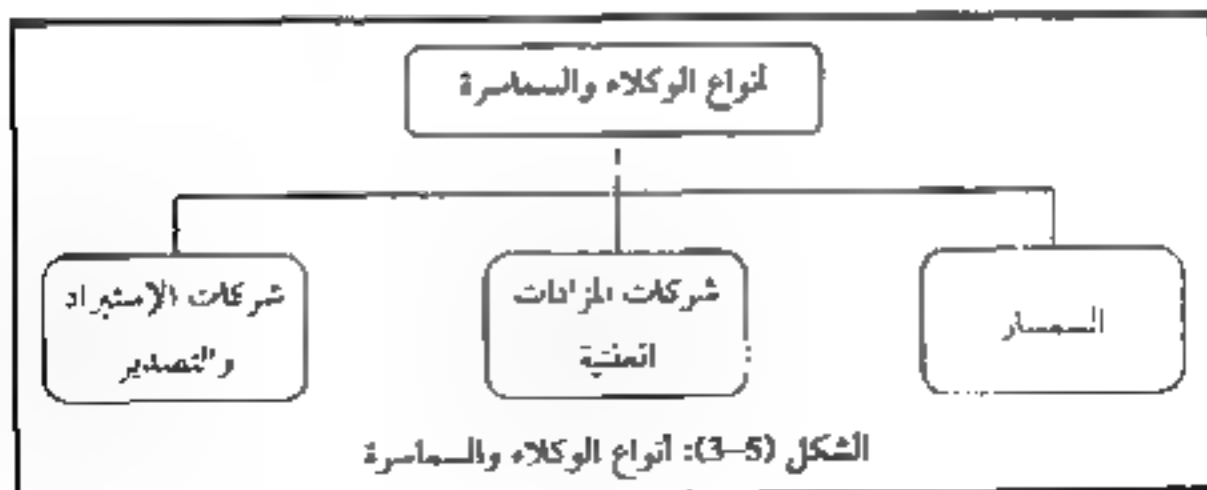 أنواع الوكلاء والسماسرة
السمسار
شركات المزادات
العلنية
شركات الإستيراد
والتصدير
الشكل (5-3): أنواع الوكلاء والسماسرة